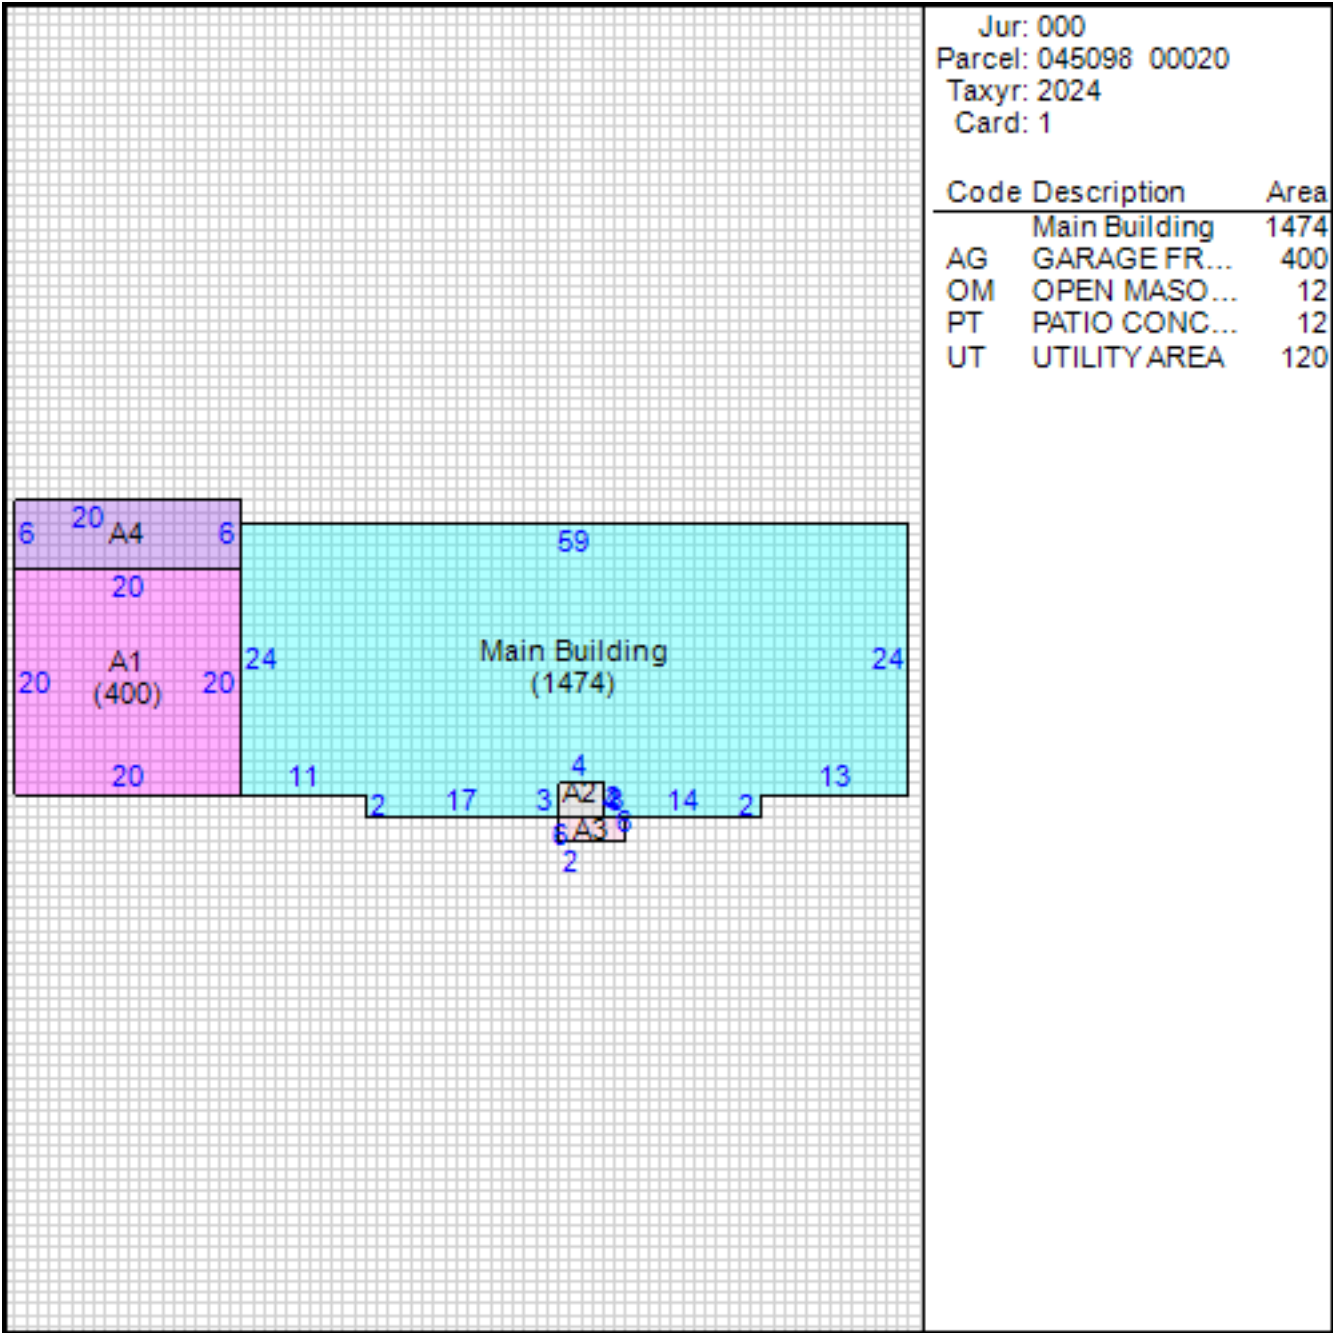 Jur: 000
Parcel: 045098 00020
Taxyr: 2024
Card: 1
Code Description Area
Main Building 1474
AG GARAGE FR... 400
OM OPEN MASO... 12
PT PATIO CONC... 12
UT UTILITY AREA 120
20
6 A4 6
20
59
A1
(400)
20 20
20
Main Building
(1474)
24 24
11
4
13
2 17 3 A2 14 2
6 A3 6
2